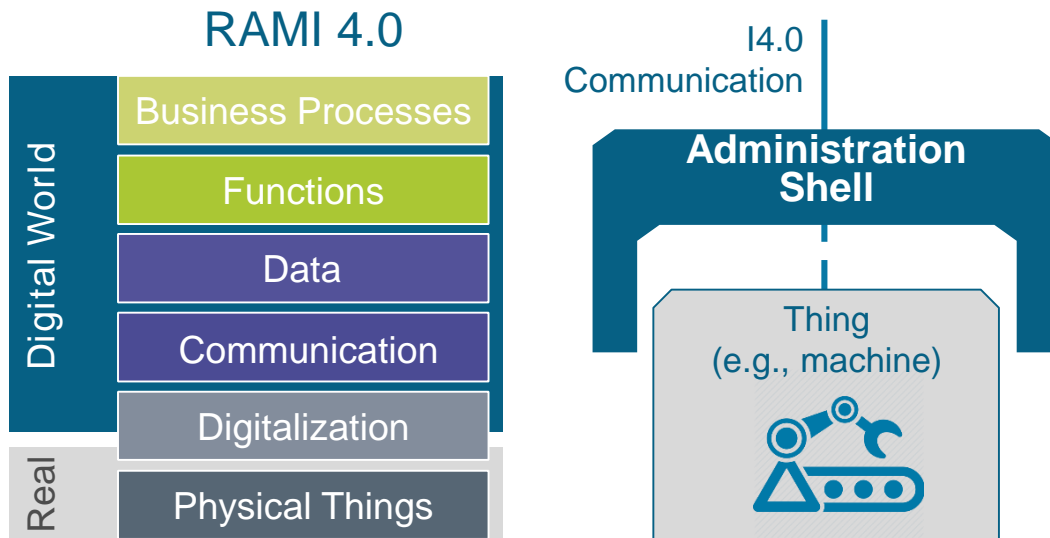 RAMI 4.0
Digital World
Business Processes
Functions
Data
Communication
Digitalization
Real
Physical Things
I4.0
Communication
Administration
Shell
Thing
(e.g., machine)